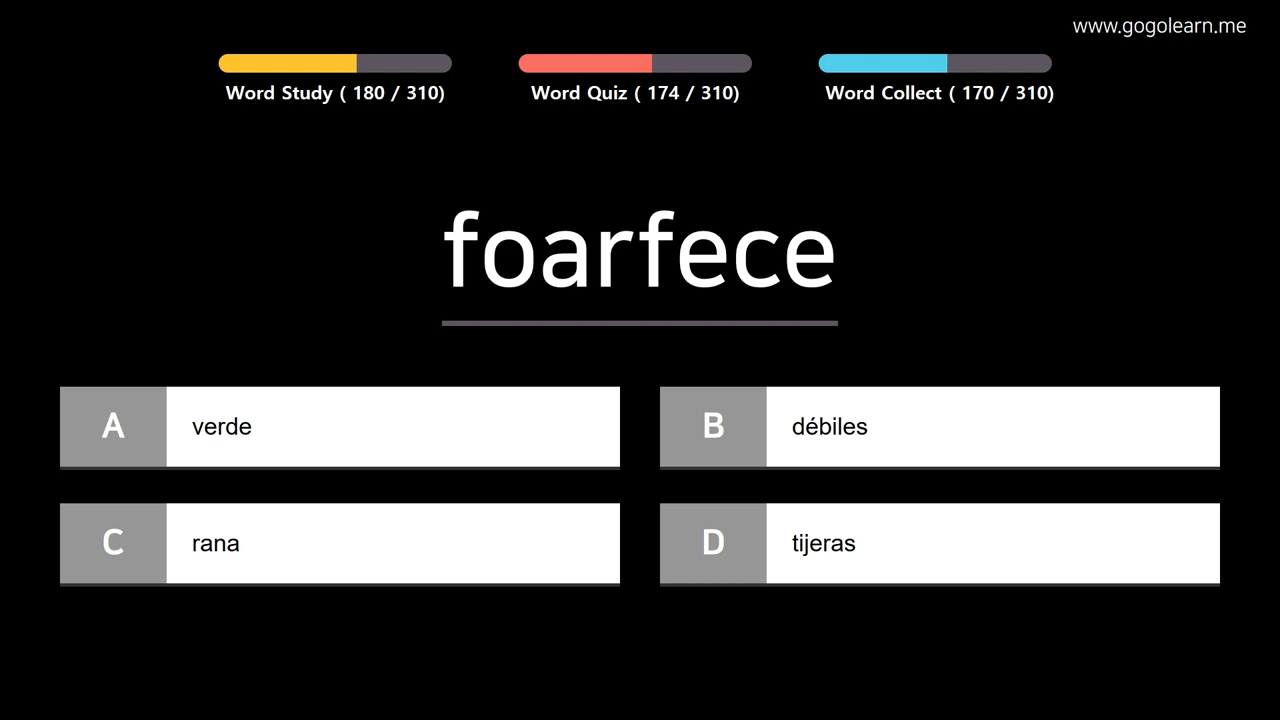 www.gogolearn.me
Word Study ( 180 / 310)
Word Quiz ( 174 / 310)
Word Collect ( 170 / 310)
foarfece
A verde
B débiles
C rana
D tijeras